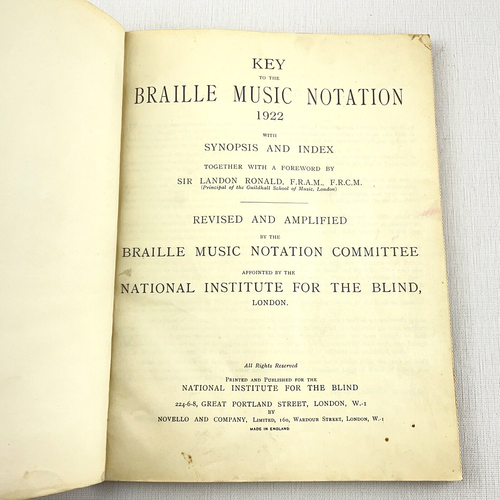 KEY
TO THE
BRAILLE MUSIC NOTATION
1922
WITH
SYNOPSIS AND INDEX
TOGETHER WITH A FOREWORD BY
SIR LANDON RONALD, F.R.A.M., F.R.C.M.
(Principal of the Guildhall School of Music, London)
REVISED AND AMPLIFIED
BY THE
BRAILLE MUSIC NOTATION COMMITTEE
APPOINTED BY THE
NATIONAL INSTITUTE FOR THE BLIND,
LONDON.
All Rights Reserved
PRINTED AND PUBLISHED FOR THE
NATIONAL INSTITUTE FOR THE BLIND
224-6-8, GREAT PORTLAND STREET, LONDON, W.-1
BY
NOVELLO AND COMPANY, LIMITED, 160, WARDOUR STREET, LONDON, W.-1
MADE IN ENGLAND